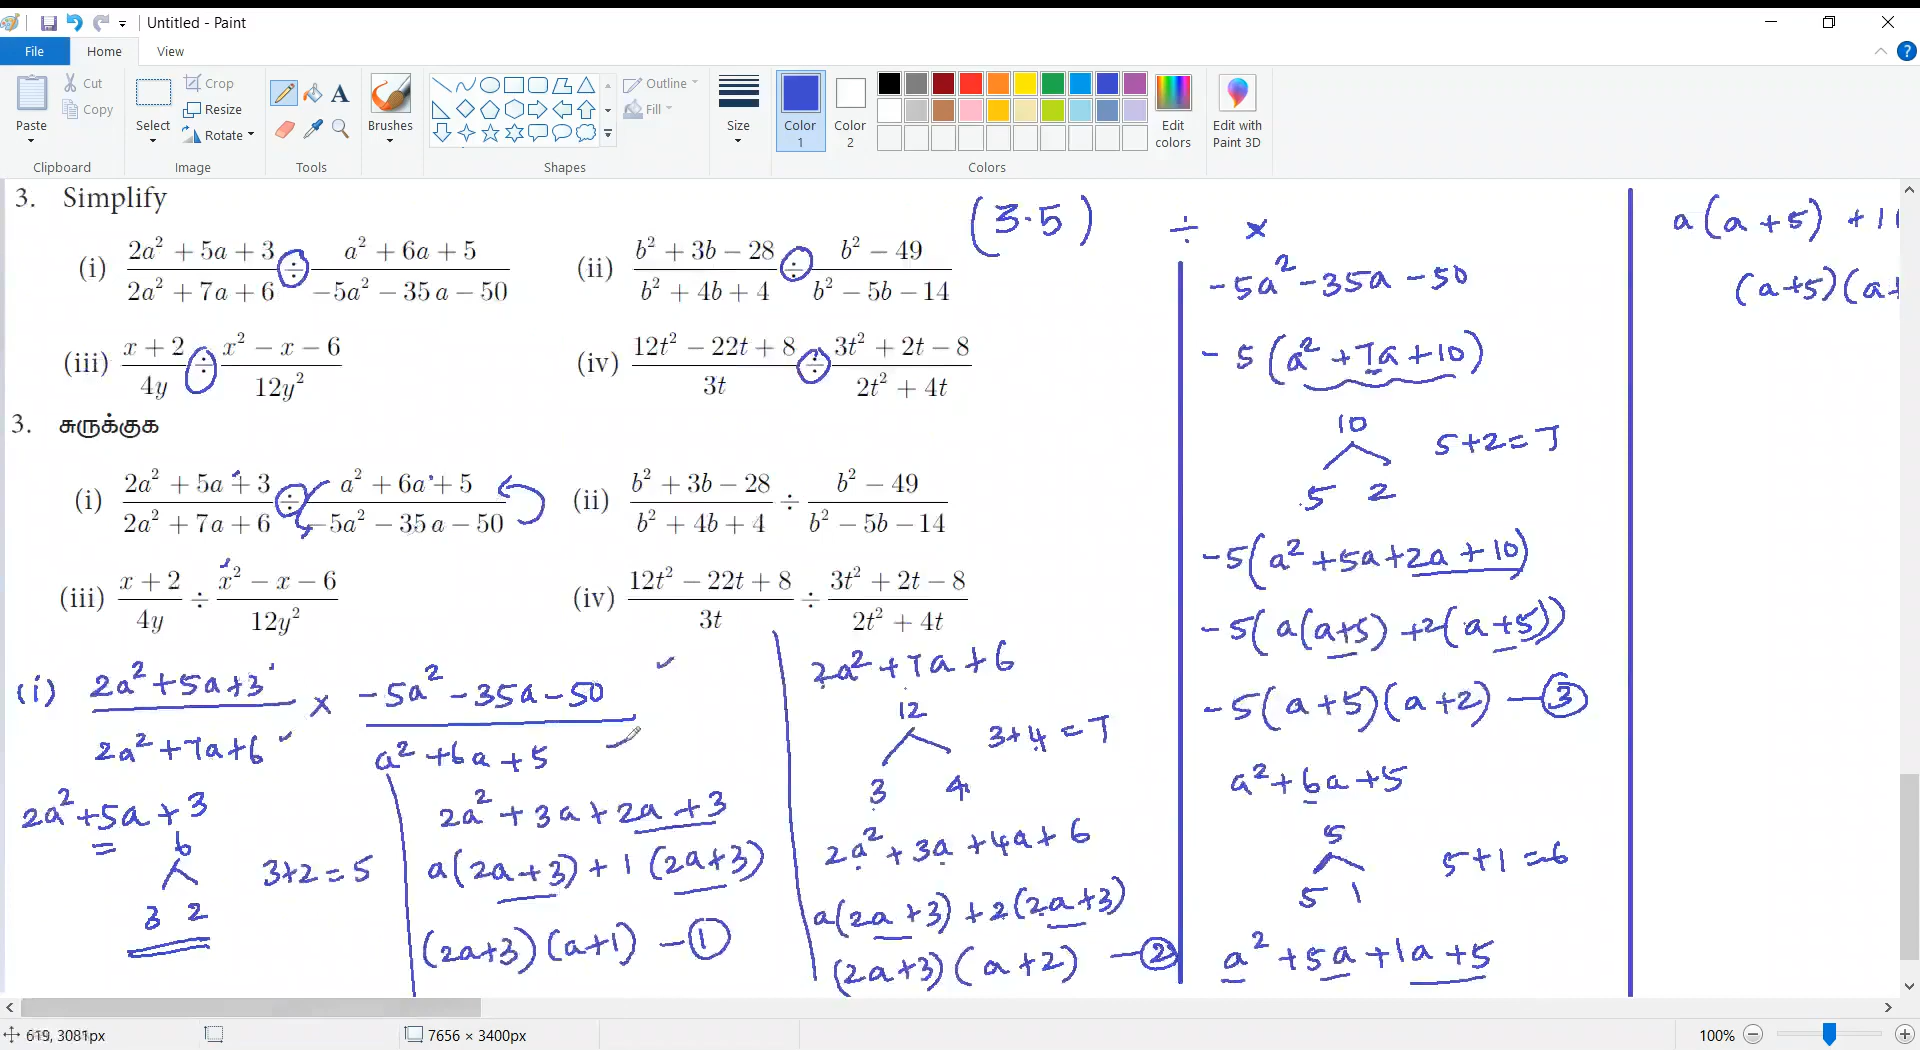 Untitled - Paint
File Home View
Paste Cut Copy Clipboard
Select Crop Resize Rotate Image
Tools
Brushes
Outline Fill Shapes
Size
Color 1 Color 2 Edit colors Colors
Edit with Paint 3D
3. Simplify
(i) (2a² + 5a + 3)/(2a² + 7a + 6) ÷ (a² + 6a + 5)/(-5a² - 35a - 50) (ii) (b² + 3b - 28)/(b² + 4b + 4) ÷ (b² - 49)/(b² - 5b - 14)
(iii) (x + 2)/(4y) ÷ (x² - x - 6)/(12y²) (iv) (12t² - 22t + 8)/(3t) ÷ (3t² + 2t - 8)/(2t² + 4t)
3. சுருக்குக
(i) (2a² + 5a + 3)/(2a² + 7a + 6) ÷ (a² + 6a + 5)/(-5a² - 35a - 50) (ii) (b² + 3b - 28)/(b² + 4b + 4) ÷ (b² - 49)/(b² - 5b - 14)
(iii) (x + 2)/(4y) ÷ (x² - x - 6)/(12y²) (iv) (12t² - 22t + 8)/(3t) ÷ (3t² + 2t - 8)/(2t² + 4t)
(3.5)
(i) (2a²+5a+3)/(2a²+7a+6) × (-5a²-35a-50)/(a²+6a+5)
2a²+5a+3
6
3 2
3+2=5
2a²+3a+2a+3
a(2a+3)+1(2a+3)
(2a+3)(a+1) — ①
2a²+7a+6
12
3 4
3+4=7
2a²+3a+4a+6
a(2a+3)+2(2a+3)
(2a+3)(a+2) — ②
÷ ×
-5a²-35a-50
-5(a²+7a+10)
10
5 2
5+2=7
-5(a²+5a+2a+10)
-5(a(a+5)+2(a+5))
-5(a+5)(a+2) — ③
a²+6a+5
5
5 1
5+1=6
a²+5a+1a+5
a(a+5)+1
(a+5)(a+
619, 3081px
7656 × 3400px
100%